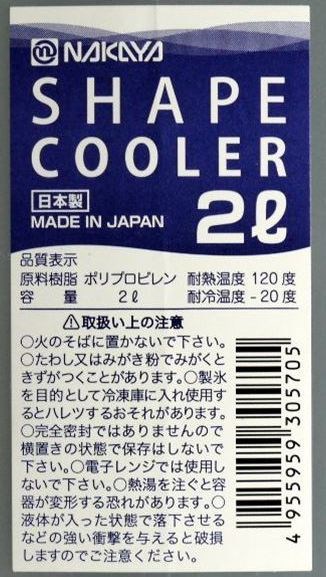 NAKAYA
SHAPE
COOLER
日本製
MADE IN JAPAN
2ℓ
品質表示
原料樹脂 ポリプロピレン 耐熱温度 120度
容量 2ℓ 耐冷温度 -20度
⚠取扱い上の注意
○火のそばに置かないで下さい。
○たわし又はみがき粉でみがくと
きずがつくことがあります。○製氷
を目的として冷凍庫に入れ使用す
るとハレツするおそれがあります。
○完全密封ではありませんので
横置きの状態で保存はしないで
下さい。○電子レンジでは使用し
ないで下さい。○熱湯を注ぐと容
器が変形する恐れがあります。○
液体が入った状態で落下させる
などの強い衝撃を与えると破損
しますのでご注意ください。
4 955959 305705